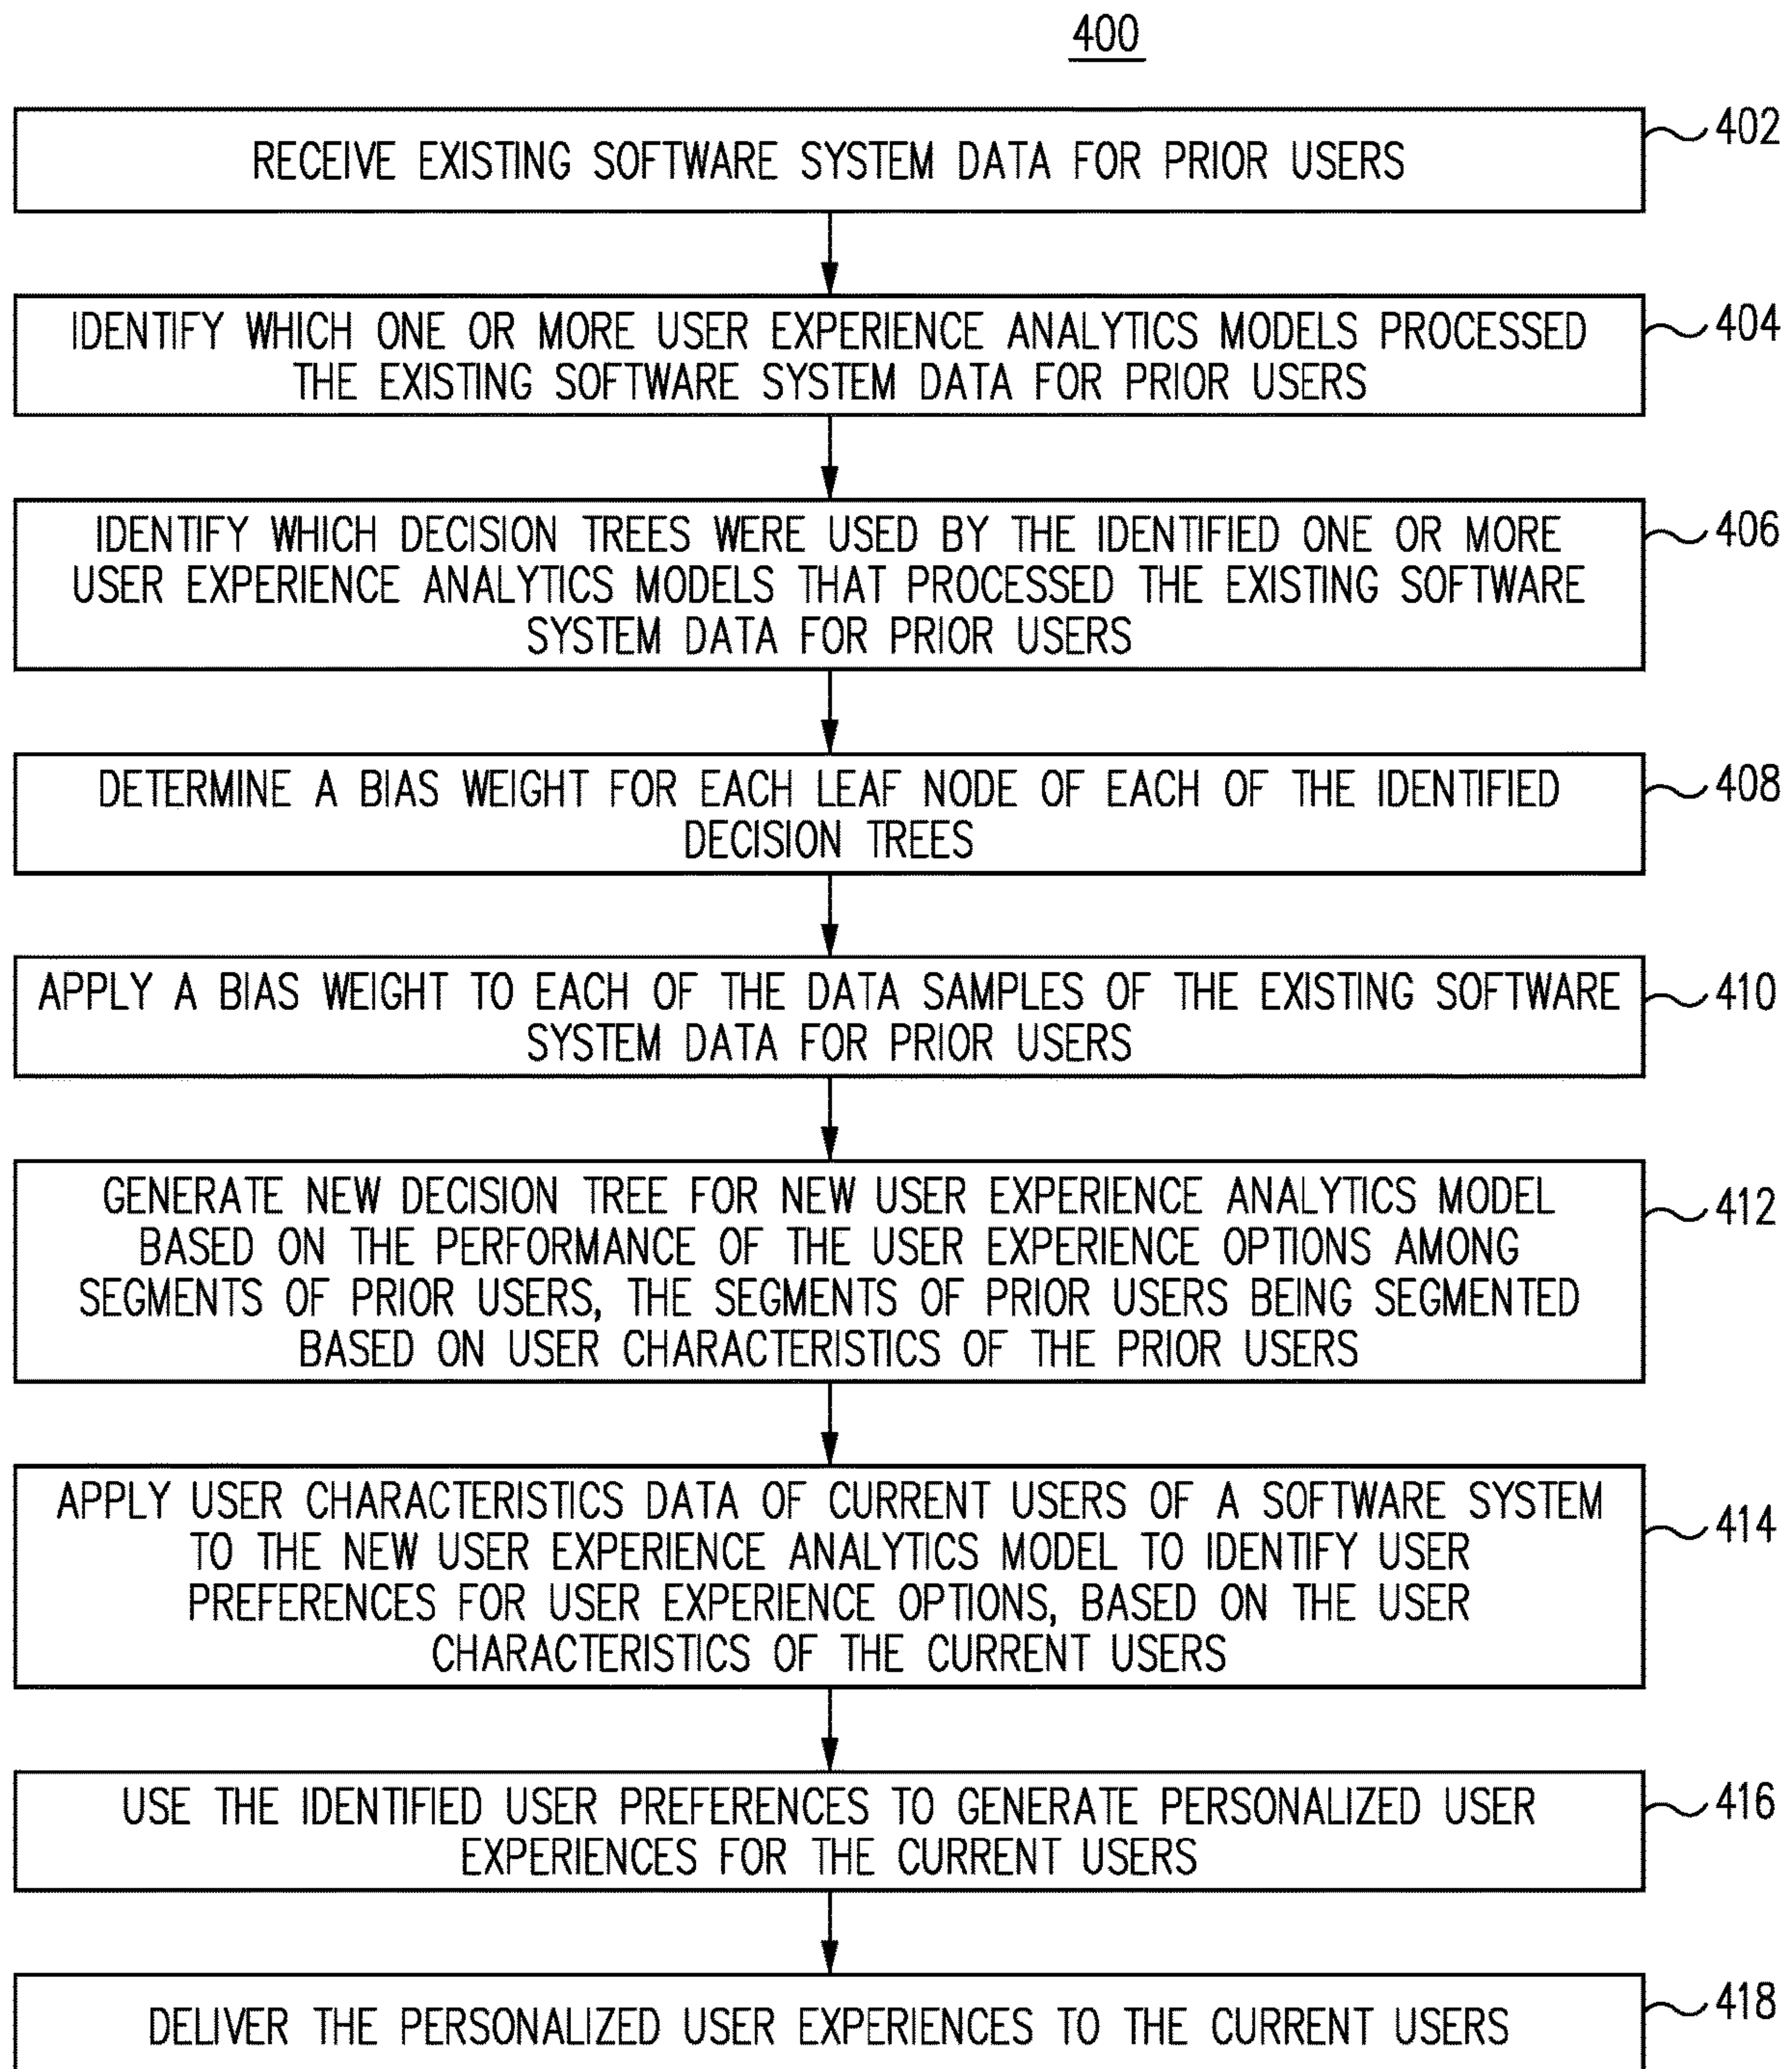 400
RECEIVE EXISTING SOFTWARE SYSTEM DATA FOR PRIOR USERS
402
IDENTIFY WHICH ONE OR MORE USER EXPERIENCE ANALYTICS MODELS PROCESSED
THE EXISTING SOFTWARE SYSTEM DATA FOR PRIOR USERS
404
IDENTIFY WHICH DECISION TREES WERE USED BY THE IDENTIFIED ONE OR MORE
USER EXPERIENCE ANALYTICS MODELS THAT PROCESSED THE EXISTING SOFTWARE
SYSTEM DATA FOR PRIOR USERS
406
DETERMINE A BIAS WEIGHT FOR EACH LEAF NODE OF EACH OF THE IDENTIFIED
DECISION TREES
408
APPLY A BIAS WEIGHT TO EACH OF THE DATA SAMPLES OF THE EXISTING SOFTWARE
SYSTEM DATA FOR PRIOR USERS
410
GENERATE NEW DECISION TREE FOR NEW USER EXPERIENCE ANALYTICS MODEL
BASED ON THE PERFORMANCE OF THE USER EXPERIENCE OPTIONS AMONG
SEGMENTS OF PRIOR USERS, THE SEGMENTS OF PRIOR USERS BEING SEGMENTED
BASED ON USER CHARACTERISTICS OF THE PRIOR USERS
412
APPLY USER CHARACTERISTICS DATA OF CURRENT USERS OF A SOFTWARE SYSTEM
TO THE NEW USER EXPERIENCE ANALYTICS MODEL TO IDENTIFY USER
PREFERENCES FOR USER EXPERIENCE OPTIONS, BASED ON THE USER
CHARACTERISTICS OF THE CURRENT USERS
414
USE THE IDENTIFIED USER PREFERENCES TO GENERATE PERSONALIZED USER
EXPERIENCES FOR THE CURRENT USERS
416
DELIVER THE PERSONALIZED USER EXPERIENCES TO THE CURRENT USERS
418